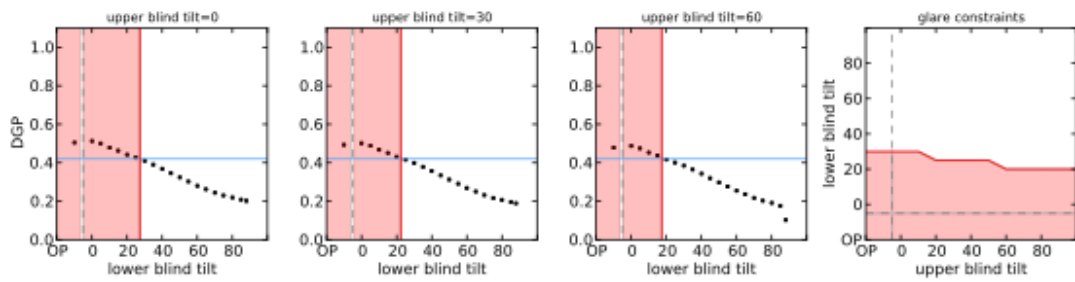 upper blind tilt=0
DGP
1.0
0.8
0.6
0.4
0.2
0.0
OP 0 20 40 60 80
lower blind tilt
upper blind tilt=30
1.0
0.8
0.6
0.4
0.2
0.0
OP 0 20 40 60 80
lower blind tilt
upper blind tilt=60
1.0
0.8
0.6
0.4
0.2
0.0
OP 0 20 40 60 80
lower blind tilt
glare constraints
lower blind tilt
80
60
40
20
0
OP
OP 0 20 40 60 80
upper blind tilt